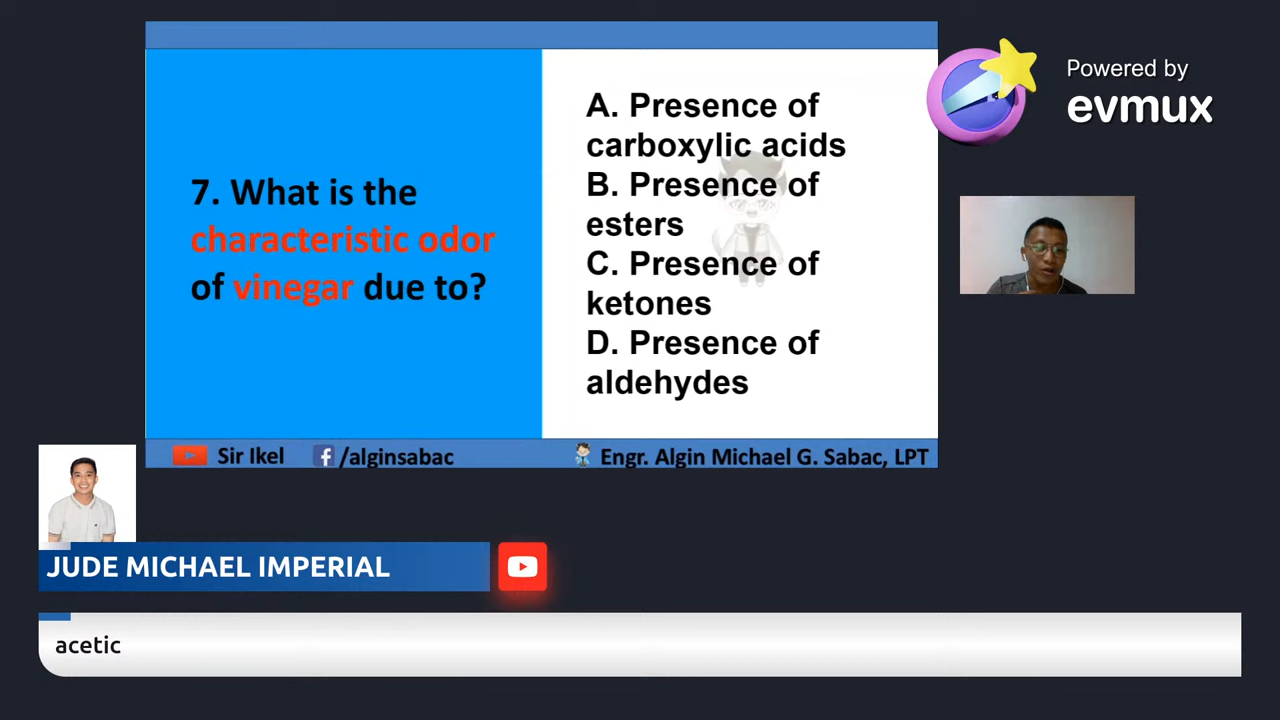 7. What is the
characteristic odor
of vinegar due to?
A. Presence of
carboxylic acids
B. Presence of
esters
C. Presence of
ketones
D. Presence of
aldehydes
Sir Ikel
/alginsabac
Engr. Algin Michael G. Sabac, LPT
Powered by
evmux
JUDE MICHAEL IMPERIAL
acetic